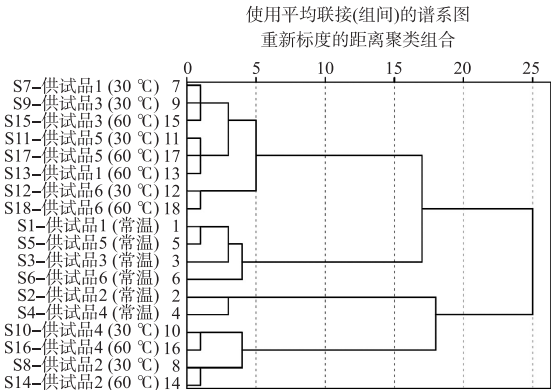 使用平均联接(组间)的谱系图
重新标度的距离聚类组合
0 5 10 15 20 25
S7–供试品1 (30 ℃) 7
S9–供试品3 (30 ℃) 9
S15–供试品3 (60 ℃) 15
S11–供试品5 (30 ℃) 11
S17–供试品5 (60 ℃) 17
S13–供试品1 (60 ℃) 13
S12–供试品6 (30 ℃) 12
S18–供试品6 (60 ℃) 18
S1–供试品1 (常温) 1
S5–供试品5 (常温) 5
S3–供试品3 (常温) 3
S6–供试品6 (常温) 6
S2–供试品2 (常温) 2
S4–供试品4 (常温) 4
S10–供试品4 (30 ℃) 10
S16–供试品4 (60 ℃) 16
S8–供试品2 (30 ℃) 8
S14–供试品2 (60 ℃) 14